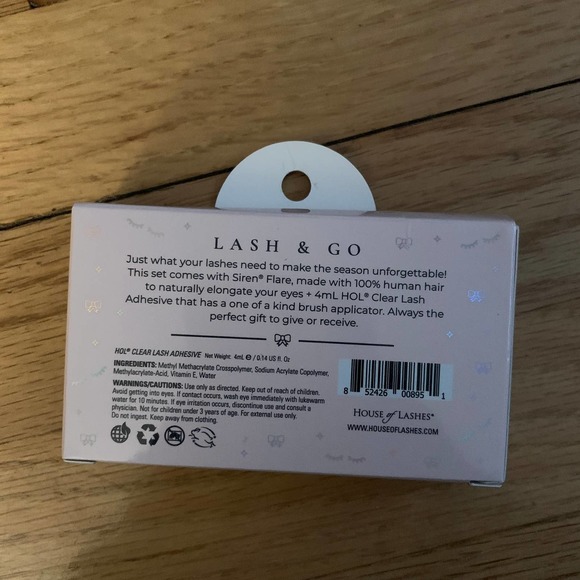 LASH & GO
Just what your lashes need to make the season unforgettable!
This set comes with Siren® Flare, made with 100% human hair
to naturally elongate your eyes + 4mL HOL® Clear Lash
Adhesive that has a one of a kind brush applicator. Always the
perfect gift to give or receive.
HOL® CLEAR LASH ADHESIVE Net Weight: 4mL ℮ / 0.14 US fl. Oz
INGREDIENTS: Methyl Methacrylate Crosspolymer, Sodium Acrylate Copolymer,
Methylacrylate-Acid, Vitamin E, Water
WARNINGS/CAUTIONS: Use only as directed. Keep out of reach of children.
Avoid getting into eyes. If contact occurs, wash eye immediately with lukewarm
water for 10 minutes. If eye irritation occurs, discontinue use and consult a
physician. Not for children under 3 years of age. For external use only.
Do not ingest. Keep away from clothing.
8 52426 00895 1
HOUSE of LASHES®
WWW.HOUSEOFLASHES.COM